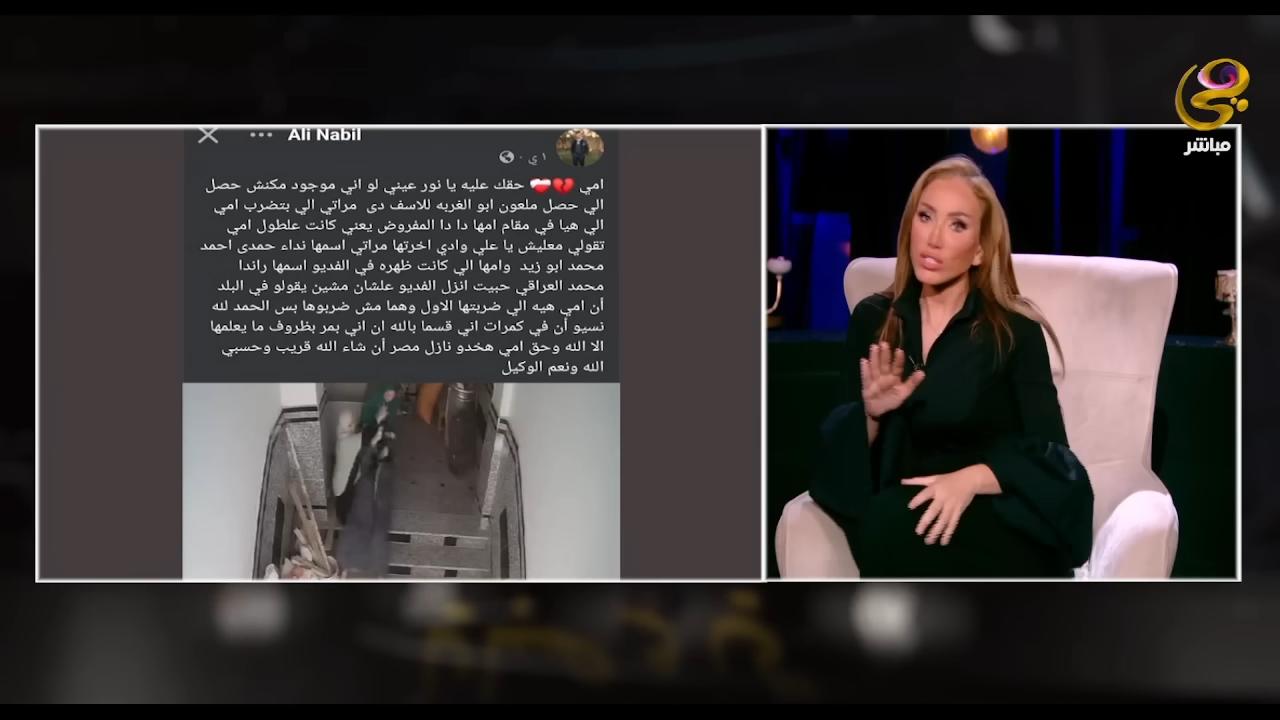 Ali Nabil
١ ي
امي 💔 حقك عليه يا نور عيني لو اني موجود مكنش حصل
الي حصل ملعون ابو الغربه للاسف دى مراتي الي بتضرب امي
الي هيا في مقام امها دا دا المفروض يعني كانت علطول امي
تقولي معليش يا علي وادي اخرتها مراتي اسمها نداء حمدى احمد
محمد ابو زيد وامها الي كانت ظهره في الفديو اسمها راندا
محمد العراقي حبيت انزل الفديو علشان مشين يقولو في البلد
أن امي هيه الي ضربتها الاول وهما مش ضربوها بس الحمد لله
نسيو أن في كمرات اني قسما بالله ان اني بمر بظروف ما يعلمها
الا الله وحق امي هخدو نازل مصر أن شاء الله قريب وحسبي
الله ونعم الوكيل
مباشر